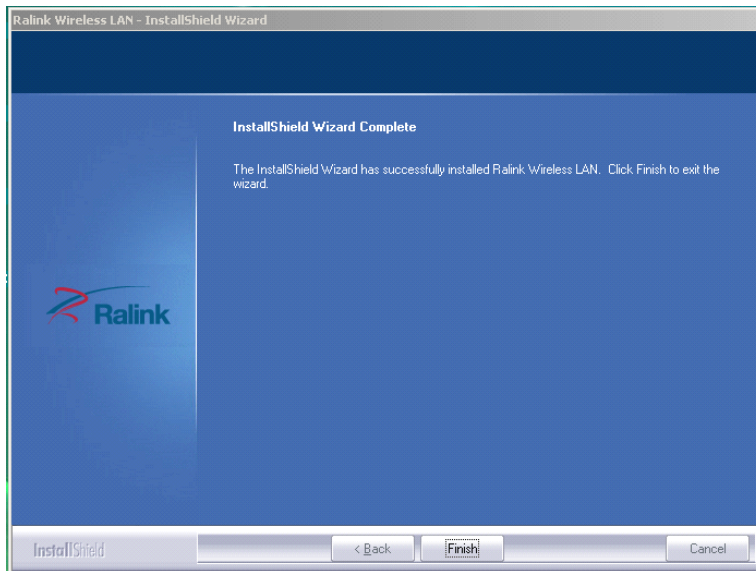 Ralink Wireless LAN - InstallShield Wizard
InstallShield Wizard Complete
The InstallShield Wizard has successfully installed Ralink Wireless LAN. Click Finish to exit the
wizard.
Ralink
InstallShield
< Back
Finish
Cancel